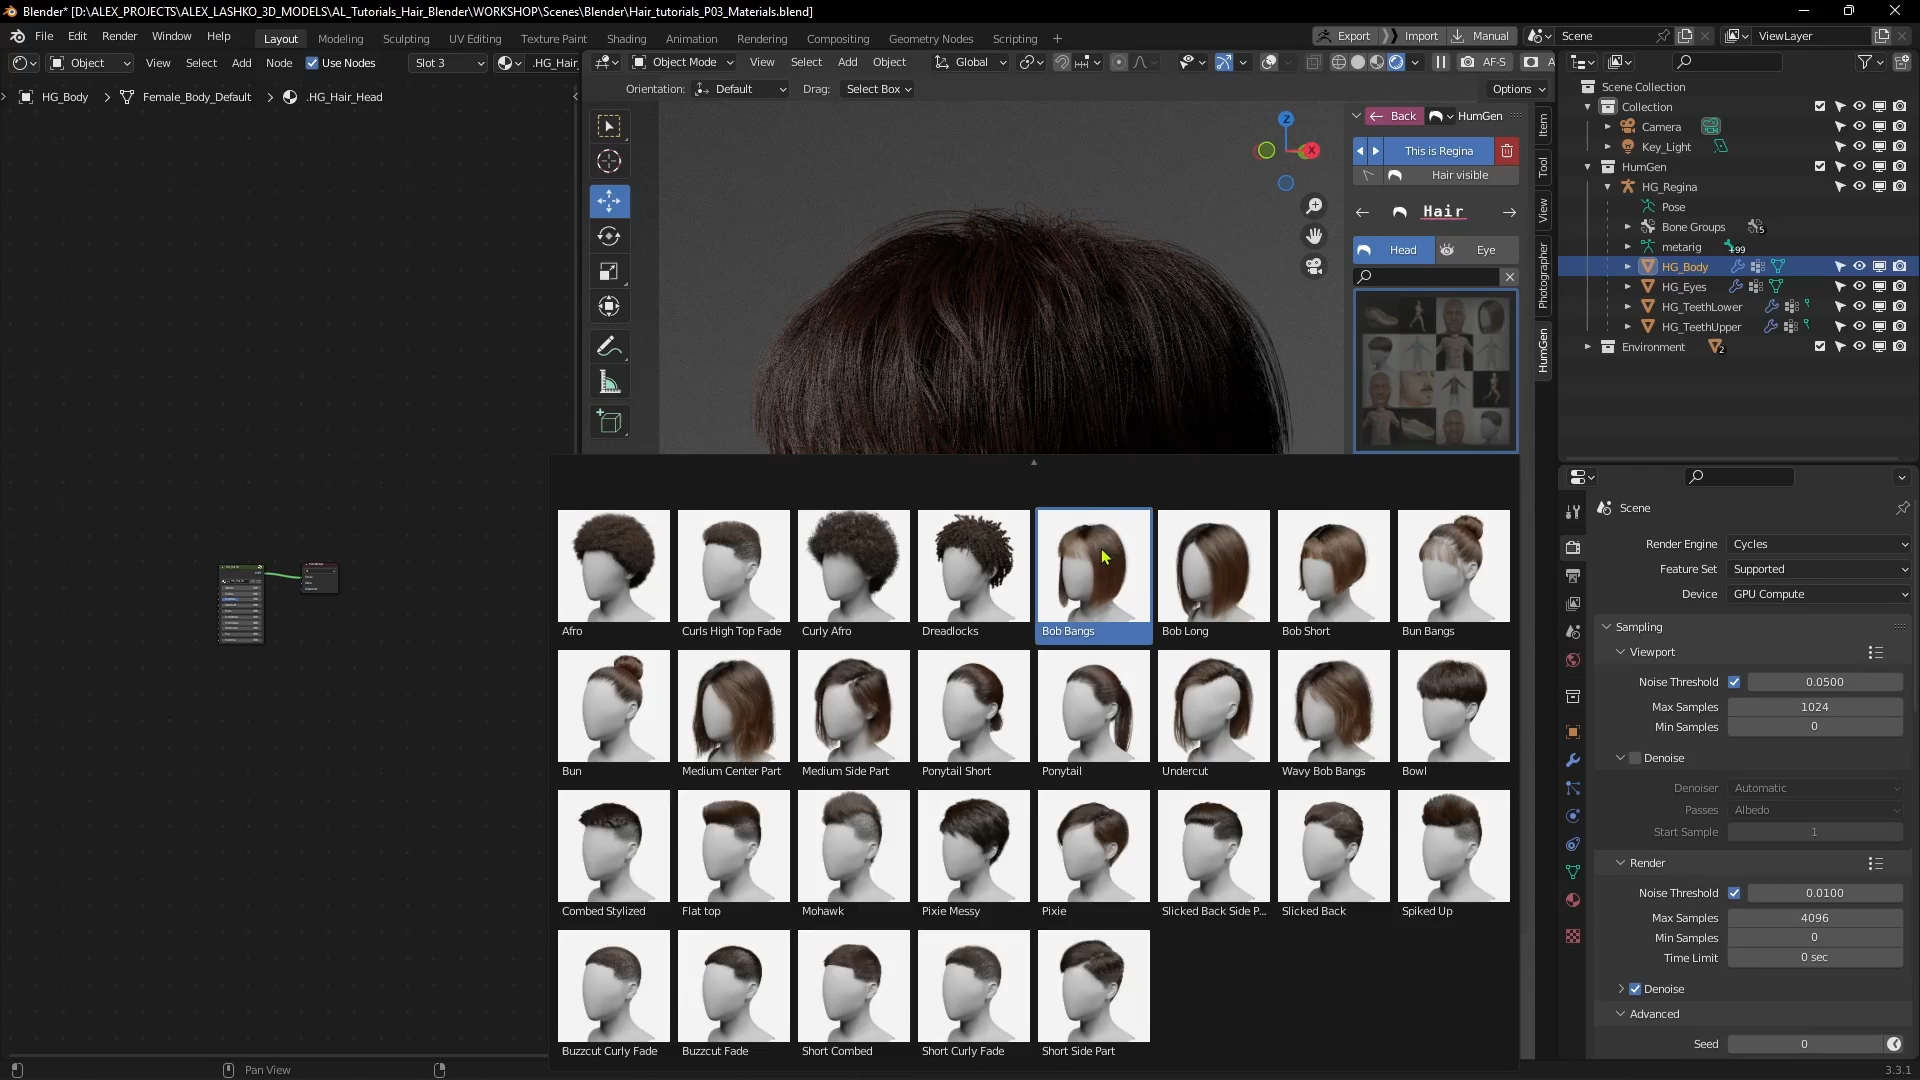 Blender* [D:\ALEX_PROJECTS\ALEX_LASHKO_3D_MODELS\AL_Tutorials_Hair_Blender\WORKSHOP\Scenes\Blender\Hair_tutorials_P03_Materials.blend]
File Edit Render Window Help
Layout Modeling Sculpting UV Editing Texture Paint Shading Animation Rendering Compositing Geometry Nodes Scripting
Export Import Manual Scene ViewLayer
Object View Select Add Node Use Nodes Slot 3 .HG_Hair_
Object Mode View Select Add Object Global AF-S
Orientation: Default Drag: Select Box Options
HG_Body Female_Body_Default .HG_Hair_Head
Back HumGen
This is Regina
Hair visible
Hair
Head Eye
Item
Tool
View
Photographer
HumGen
Z
X
Afro Curls High Top Fade Curly Afro Dreadlocks Bob Bangs Bob Long Bob Short Bun Bangs
Bun Medium Center Part Medium Side Part Ponytail Short Ponytail Undercut Wavy Bob Bangs Bowl
Combed Stylized Flat top Mohawk Pixie Messy Pixie Slicked Back Side P... Slicked Back Spiked Up
Buzzcut Curly Fade Buzzcut Fade Short Combed Short Curly Fade Short Side Part
Scene Collection
Collection
Camera
Key_Light
HumGen
HG_Regina
Pose
Bone Groups 5
metarig 99
HG_Body
HG_Eyes
HG_TeethLower
HG_TeethUpper
Environment 2
Scene
Render Engine Cycles
Feature Set Supported
Device GPU Compute
Sampling
Viewport
Noise Threshold 0.0500
Max Samples 1024
Min Samples 0
Denoise
Denoiser Automatic
Passes Albedo
Start Sample 1
Render
Noise Threshold 0.0100
Max Samples 4096
Min Samples 0
Time Limit 0 sec
Denoise
Advanced
Seed 0
Pan View
3.3.1